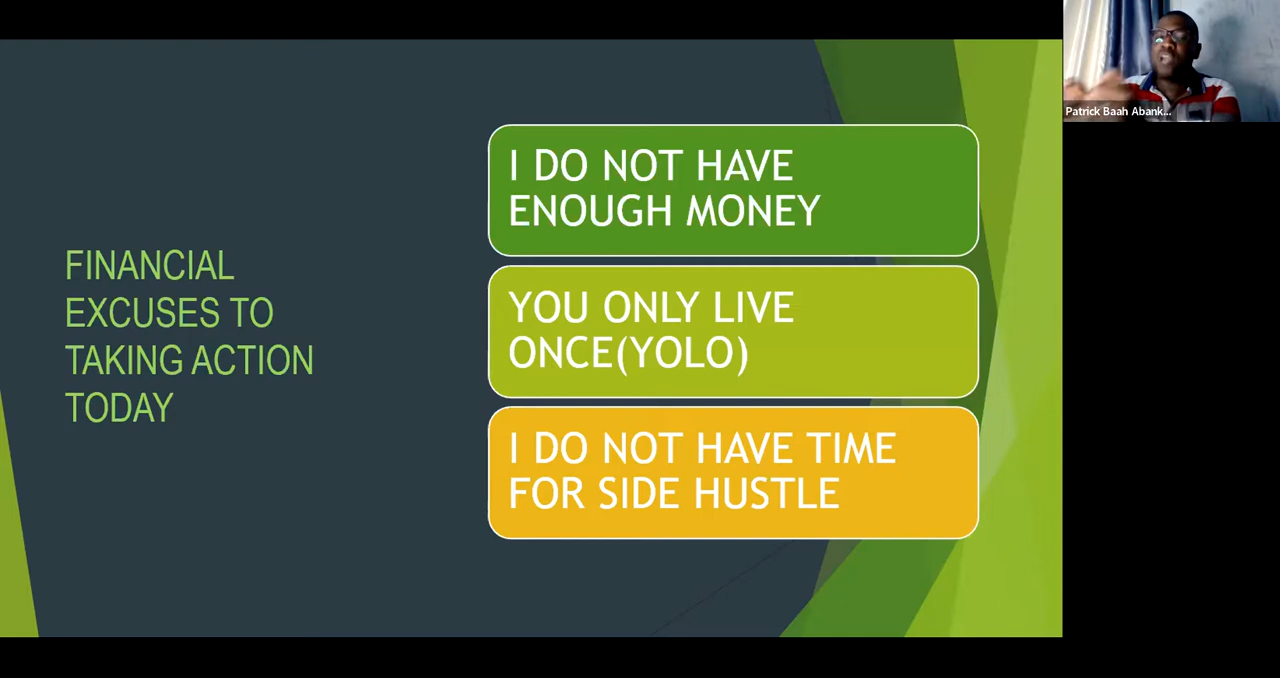 FINANCIAL
EXCUSES TO
TAKING ACTION
TODAY
I DO NOT HAVE
ENOUGH MONEY
YOU ONLY LIVE
ONCE(YOLO)
I DO NOT HAVE TIME
FOR SIDE HUSTLE
Patrick Baah Abank...